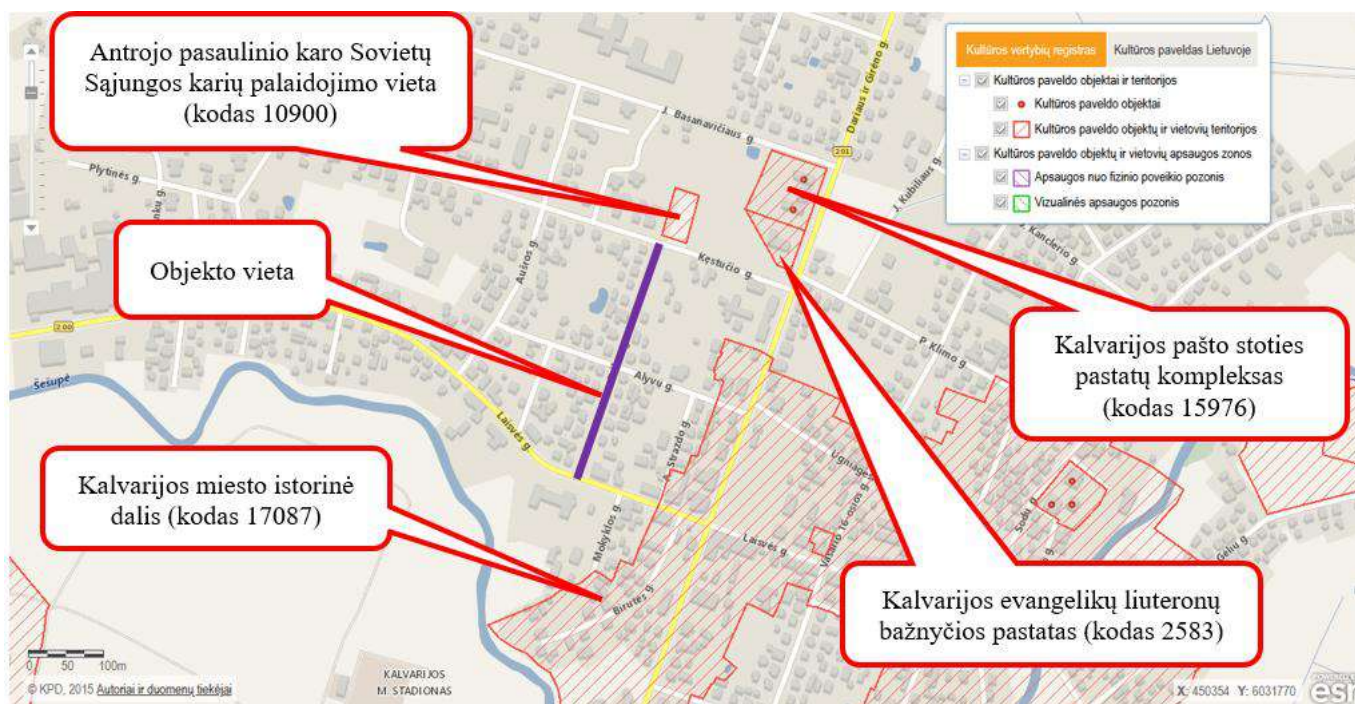 Antrojo pasaulinio karo Sovietų
Sąjungos karių palaidojimo vieta
(kodas 10900)
Kultūros vertybių registras
Kultūros paveldas Lietuvoje
Kultūros paveldo objektai ir teritorijos
Kultūros paveldo objektai
Kultūros paveldo objektų ir vietovių teritorijos
Kultūros paveldo objektų ir vietovių apsaugos zonos
Apsaugos nuo fizinio poveikio pozonis
Vizualinės apsaugos pozonis
J. Basanavičiaus g.
Dariaus ir Girėno g.
201
J. Kubiliaus g.
J. Kanclerio g.
Plytinės g.
Aušros g.
Kęstučio g.
Objekto vieta
200
Šešupė
Alyvų g.
P. Klimo g.
Kalvarijos pašto stoties
pastatų kompleksas
(kodas 15976)
Laisvės g.
A. Strazdo g.
Kalvarijos miesto istorinė
dalis (kodas 17087)
Mokyklos g.
Laisvės g.
Vasario 16-osios g.
Sodų g.
Gėlių g.
Birutės g.
Kalvarijos evangelikų liuteronų
bažnyčios pastatas (kodas 2583)
0 50 100m
KALVARIJOS
M. STADIONAS
© KPD, 2015 Autoriai ir duomenų tiekėjai
X: 450354 Y: 6031770